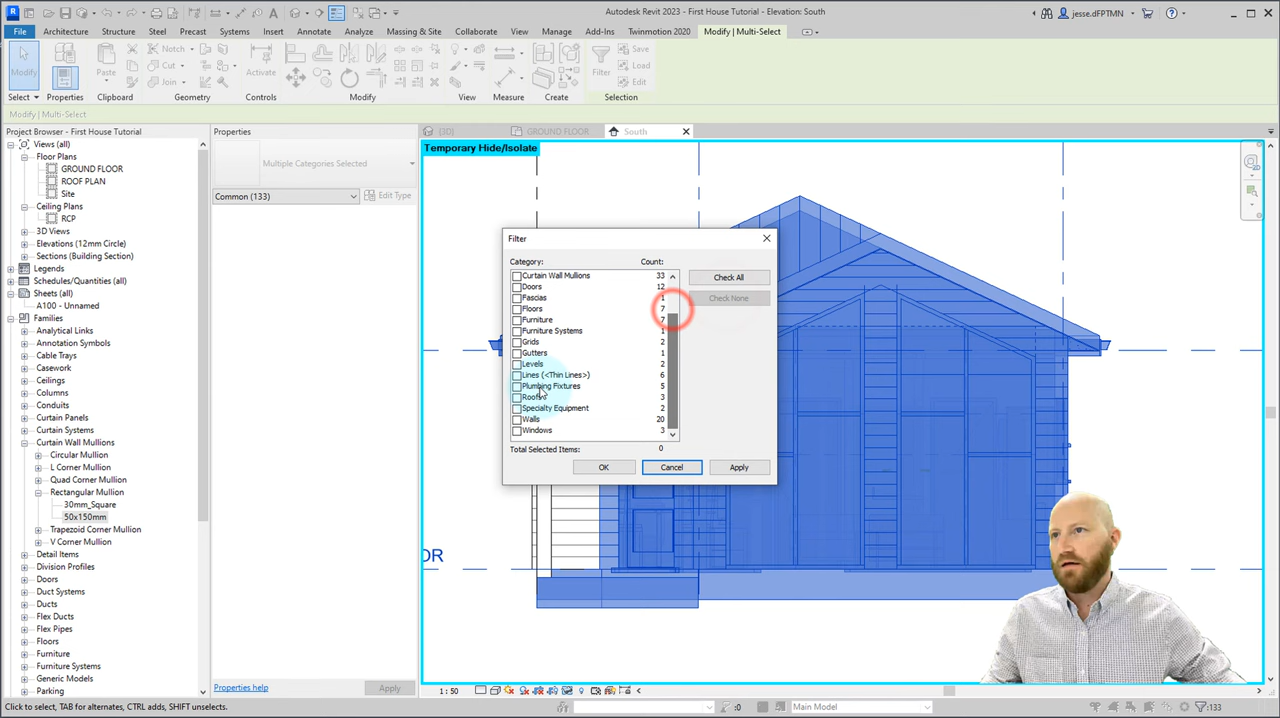 Autodesk Revit 2023 - First House Tutorial - Elevation: South
jesse.dFPTMN
File Architecture Structure Steel Precast Systems Insert Annotate Analyze Massing & Site Collaborate View Manage Add-Ins Twinmotion 2020 Modify | Multi-Select
Modify
Paste
Notch
Cut
Join
Activate
Filter
Save
Load
Edit
Select Properties Clipboard Geometry Controls Modify View Measure Create Selection
Modify | Multi-Select
Project Browser - First House Tutorial
Views (all)
Floor Plans
GROUND FLOOR
ROOF PLAN
Site
Ceiling Plans
RCP
3D Views
Elevations (12mm Circle)
Sections (Building Section)
Legends
Schedules/Quantities (all)
Sheets (all)
A100 - Unnamed
Families
Analytical Links
Annotation Symbols
Cable Trays
Ceilings
Columns
Conduits
Curtain Panels
Curtain Systems
Curtain Wall Mullions
Circular Mullion
L Corner Mullion
Quad Corner Mullion
Rectangular Mullion
30mm_Square
50x150mm
Trapezoid Corner Mullion
V Corner Mullion
Detail Items
Division Profiles
Doors
Duct Systems
Ducts
Flex Ducts
Flex Pipes
Floors
Furniture
Furniture Systems
Generic Models
Parking
Properties
Multiple Categories Selected
Common (133)
Edit Type
Properties help
Apply
{3D} GROUND FLOOR South
Temporary Hide/Isolate
Filter
Category: Count:
Curtain Wall Mullions 33
Doors 12
Fascias 1
Floors 7
Furniture 7
Furniture Systems 1
Grids 2
Gutters 1
Levels 2
Lines (<Thin Lines>) 6
Plumbing Fixtures 5
Roofs 3
Specialty Equipment 2
Walls 20
Windows 3
Total Selected Items: 0
Check All
Check None
OK Cancel Apply
OR
1 : 50
Click to select, TAB for alternates, CTRL adds, SHIFT unselects.
:0
Main Model
:133